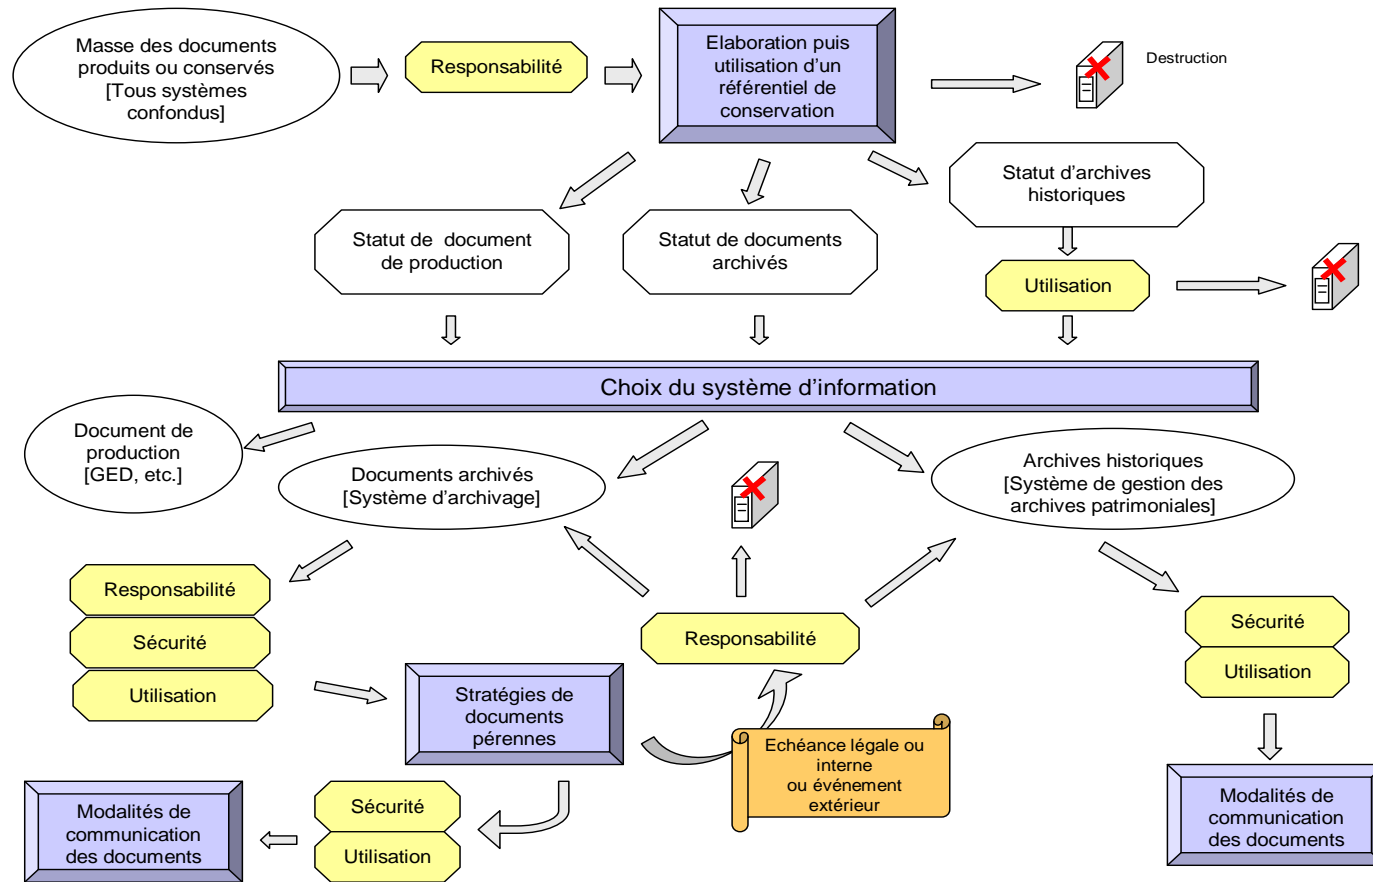 Masse des documents
produits ou conservés
[Tous systèmes
confondus]
Responsabilité
Elaboration puis
utilisation d'un
référentiel de
conservation
Destruction
Statut d'archives
historiques
Statut de document
de production
Statut de documents
archivés
Utilisation
Choix du système d'information
Document de
production
[GED, etc.]
Documents archivés
[Système d'archivage]
Archives historiques
[Système de gestion des
archives patrimoniales]
Responsabilité
Sécurité
Utilisation
Responsabilité
Sécurité
Utilisation
Stratégies de
documents
pérennes
Echéance légale ou
interne
ou événement
extérieur
Modalités de
communication
des documents
Sécurité
Utilisation
Modalités de
communication
des documents